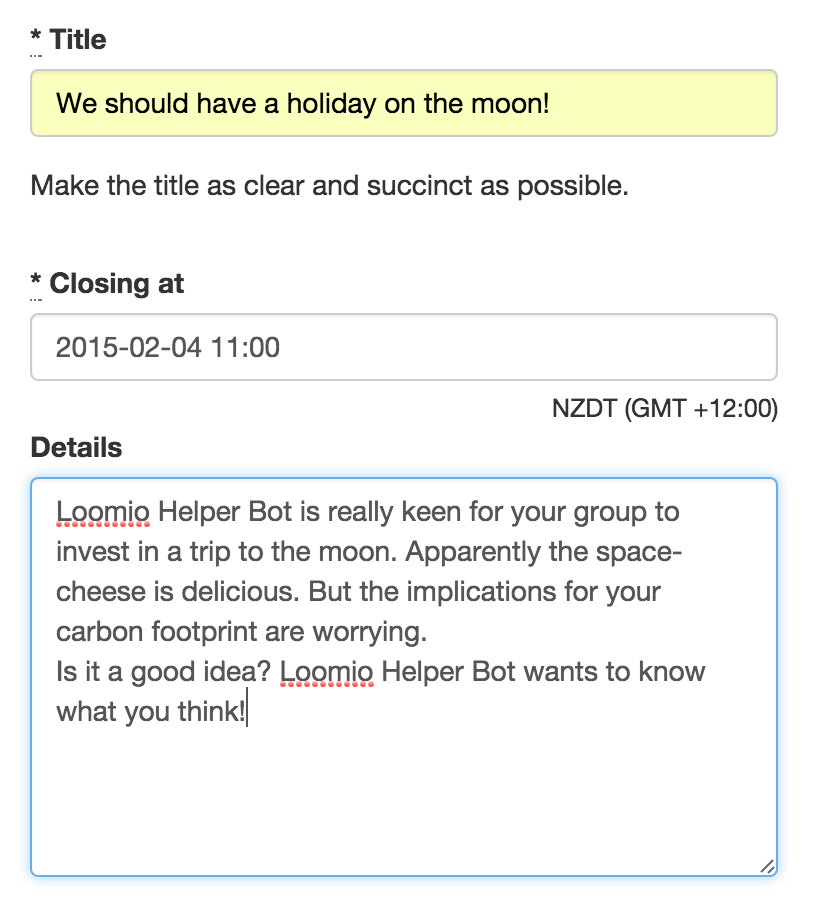 * Title
We should have a holiday on the moon!
Make the title as clear and succinct as possible.
* Closing at
2015-02-04 11:00
NZDT (GMT +12:00)
Details
Loomio Helper Bot is really keen for your group to
invest in a trip to the moon. Apparently the space-
cheese is delicious. But the implications for your
carbon footprint are worrying.
Is it a good idea? Loomio Helper Bot wants to know
what you think!